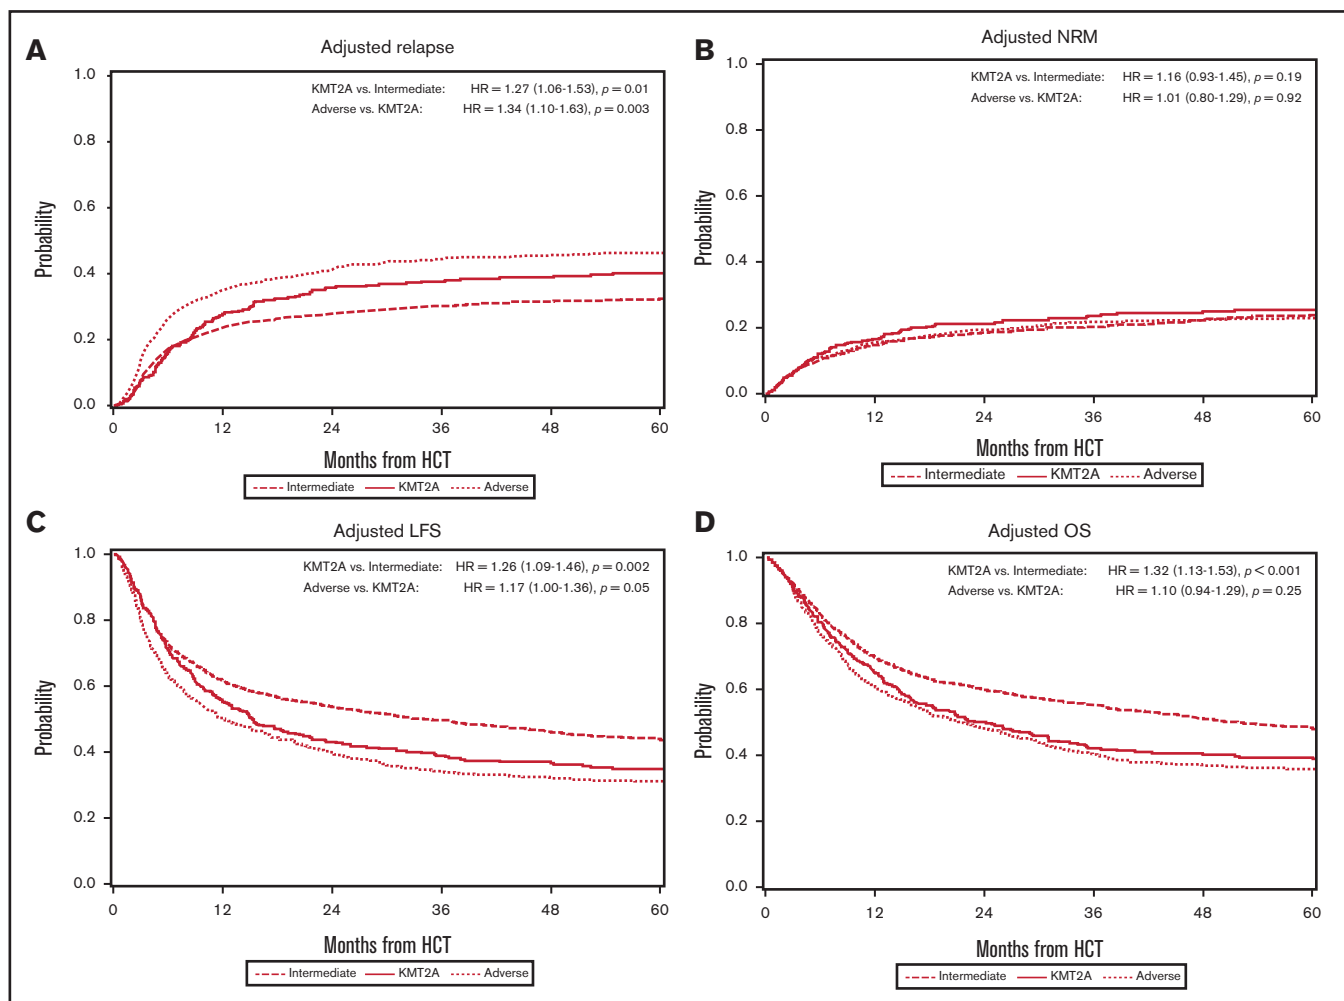 A
Adjusted relapse
KMT2A vs. Intermediate: HR = 1.27 (1.06-1.53), p = 0.01
Adverse vs. KMT2A: HR = 1.34 (1.10-1.63), p = 0.003
1.0
0.8
0.6
0.4
0.2
0.0
Probability
0 12 24 36 48 60
Months from HCT
Intermediate KMT2A Adverse
B
Adjusted NRM
KMT2A vs. Intermediate: HR = 1.16 (0.93-1.45), p = 0.19
Adverse vs. KMT2A: HR = 1.01 (0.80-1.29), p = 0.92
1.0
0.8
0.6
0.4
0.2
0.0
Probability
0 12 24 36 48 60
Months from HCT
Intermediate KMT2A Adverse
C
Adjusted LFS
KMT2A vs. Intermediate: HR = 1.26 (1.09-1.46), p = 0.002
Adverse vs. KMT2A: HR = 1.17 (1.00-1.36), p = 0.05
1.0
0.8
0.6
0.4
0.2
0.0
Probability
0 12 24 36 48 60
Months from HCT
Intermediate KMT2A Adverse
D
Adjusted OS
KMT2A vs. Intermediate: HR = 1.32 (1.13-1.53), p < 0.001
Adverse vs. KMT2A: HR = 1.10 (0.94-1.29), p = 0.25
1.0
0.8
0.6
0.4
0.2
0.0
Probability
0 12 24 36 48 60
Months from HCT
Intermediate KMT2A Adverse